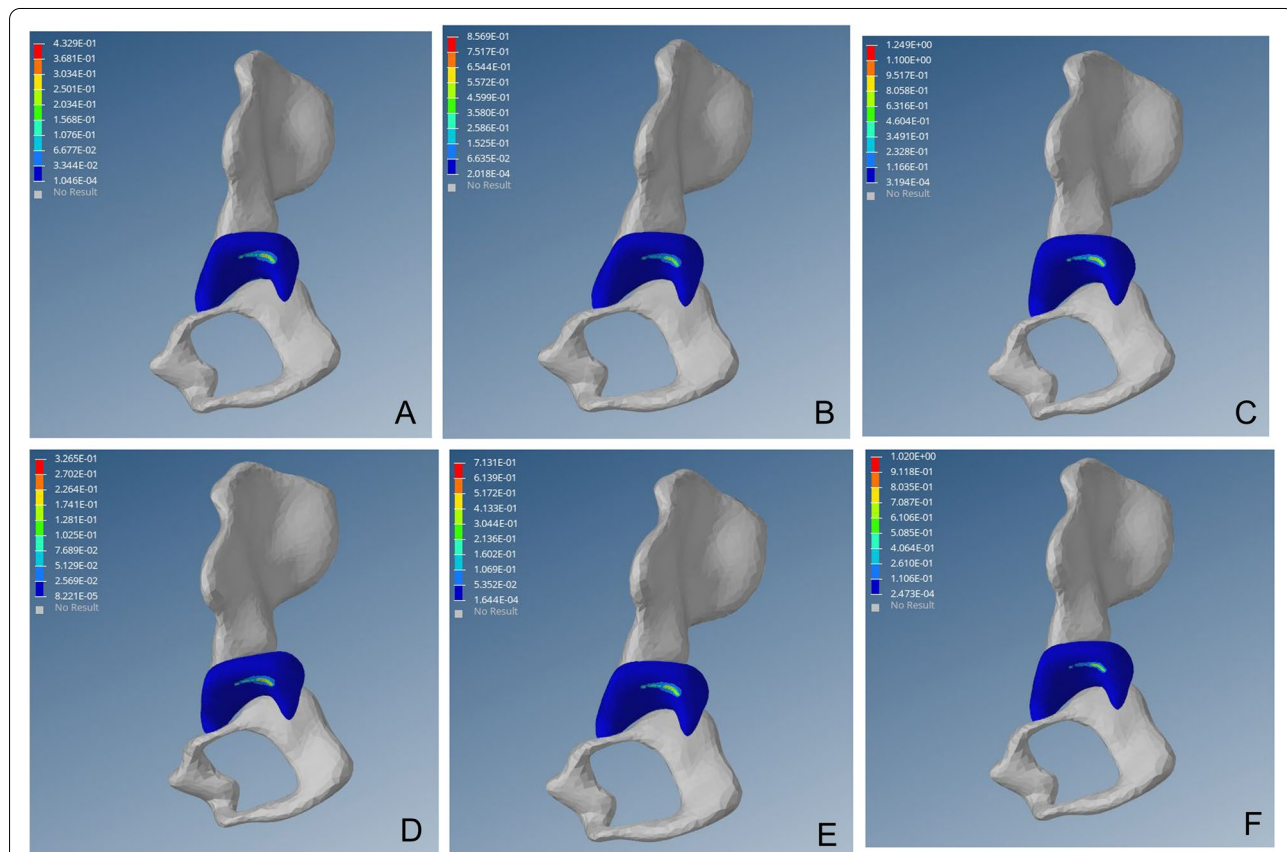 4.329E-01
3.681E-01
3.034E-01
2.501E-01
2.034E-01
1.568E-01
1.076E-01
6.677E-02
3.344E-02
1.046E-04
No Result
A
8.569E-01
7.517E-01
6.544E-01
5.572E-01
4.599E-01
3.580E-01
2.586E-01
1.525E-01
6.635E-02
2.018E-04
No Result
B
1.249E+00
1.100E+00
9.517E-01
8.058E-01
6.316E-01
4.604E-01
3.491E-01
2.328E-01
1.166E-01
3.194E-04
No Result
C
3.265E-01
2.702E-01
2.264E-01
1.741E-01
1.281E-01
1.025E-01
7.689E-02
5.129E-02
2.569E-02
8.221E-05
No Result
D
7.131E-01
6.139E-01
5.172E-01
4.133E-01
3.044E-01
2.136E-01
1.602E-01
1.069E-01
5.352E-02
1.644E-04
No Result
E
1.020E+00
9.118E-01
8.035E-01
7.087E-01
6.106E-01
5.085E-01
4.064E-01
2.610E-01
1.106E-01
2.473E-04
No Result
F